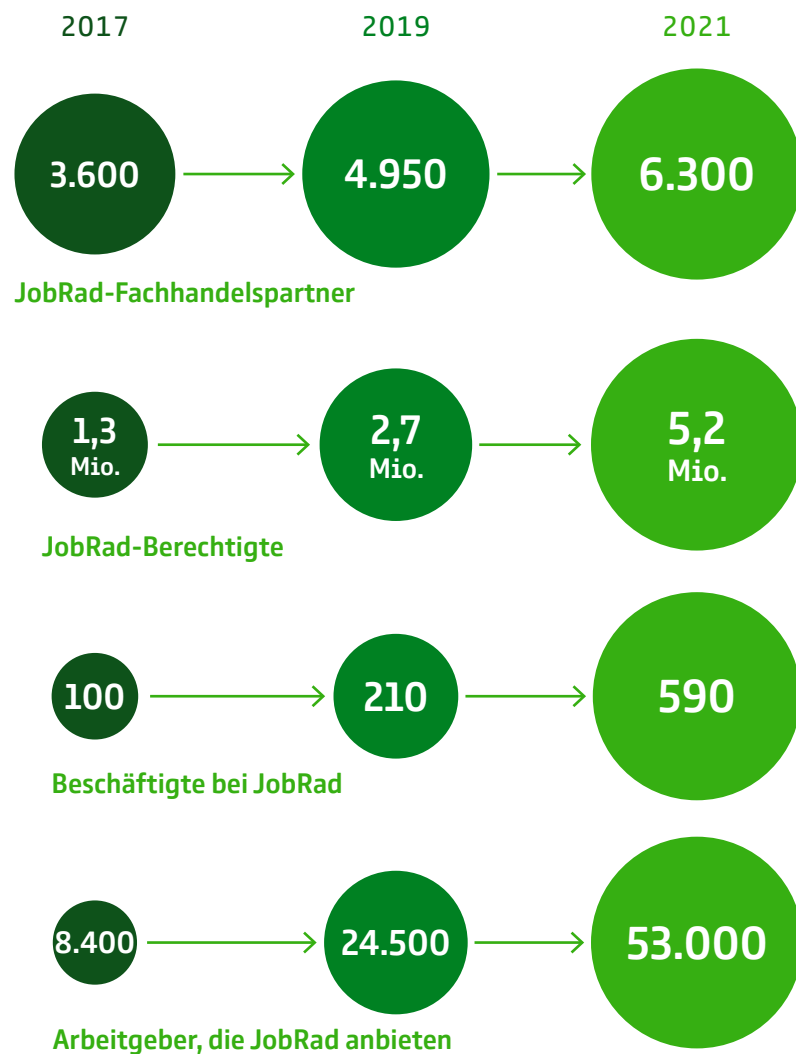 2017 2019 2021
3.600 4.950 6.300
JobRad-Fachhandelspartner
1,3 2,7 5,2
Mio. Mio. Mio.
JobRad-Berechtigte
100 210 590
Beschäftigte bei JobRad
8.400 24.500 53.000
Arbeitgeber, die JobRad anbieten